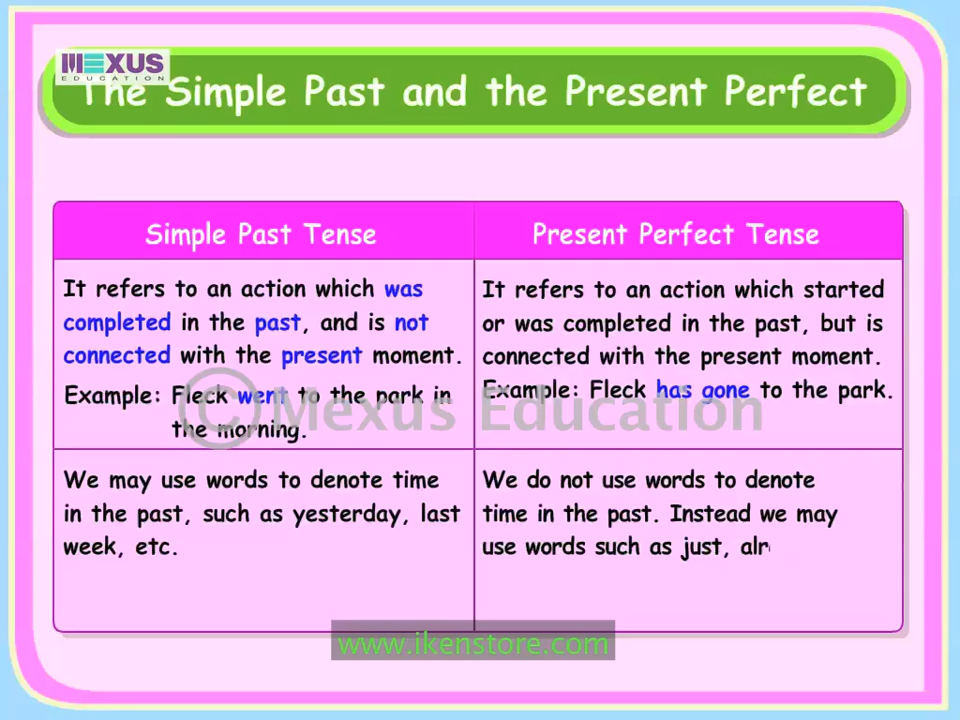 MEXUS
EDUCATION
The Simple Past and the Present Perfect
Simple Past Tense
Present Perfect Tense
It refers to an action which was
completed in the past, and is not
connected with the present moment.
Example: Fleck went to the park in
the morning.
It refers to an action which started
or was completed in the past, but is
connected with the present moment.
Example: Fleck has gone to the park.
© Mexus Education
We may use words to denote time
in the past, such as yesterday, last
week, etc.
We do not use words to denote
time in the past. Instead we may
use words such as just, alr
www.ikenstore.com